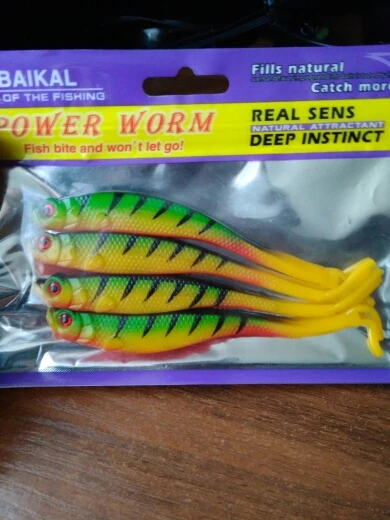 BAIKAL
OF THE FISHING
POWER WORM
Fish bite and won't let go!
Fills natural
Catch more
REAL SENS
NATURAL ATTRACTANT
DEEP INSTINCT